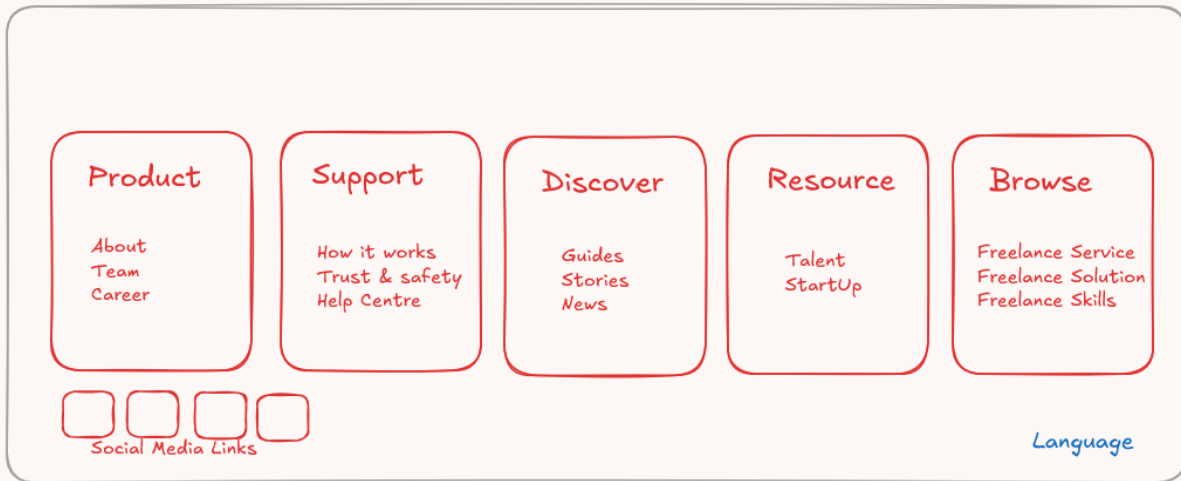 Product
About
Team
Career
Support
How it works
Trust & safety
Help Centre
Discover
Guides
Stories
News
Resource
Talent
StartUp
Browse
Freelance Service
Freelance Solution
Freelance Skills
Social Media Links
Language